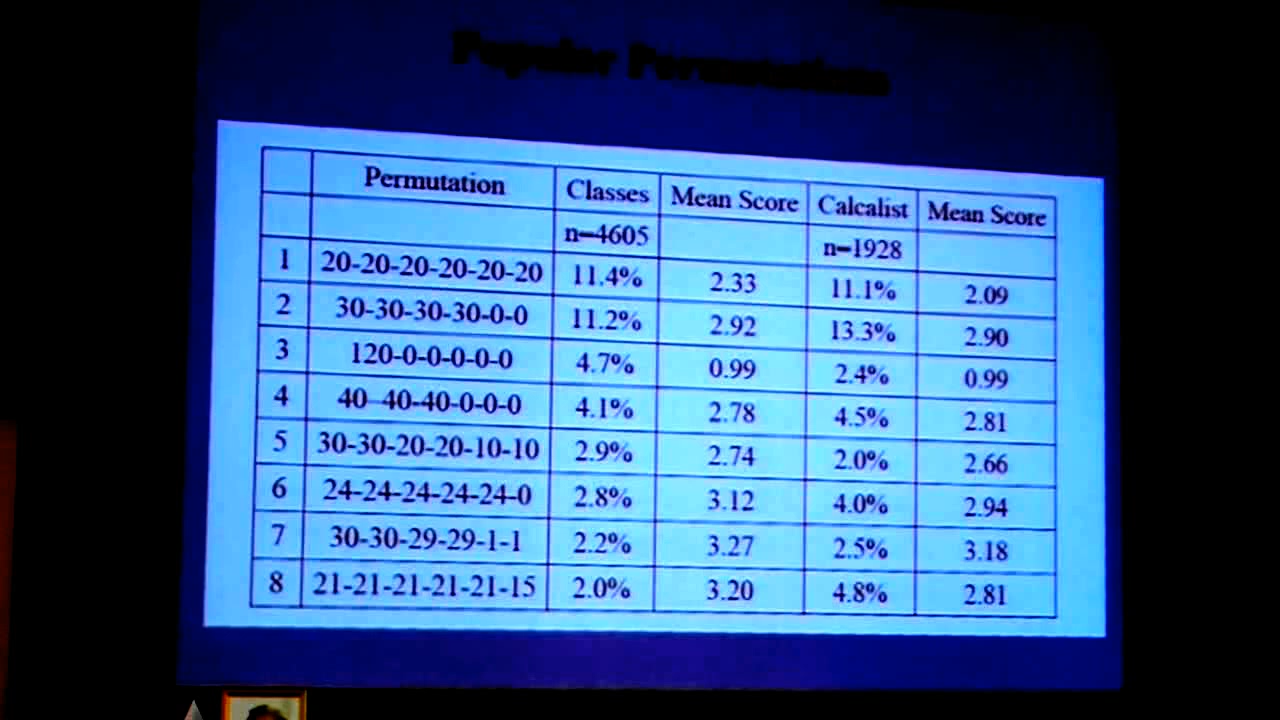 Popular Permutations
Permutation Classes Mean Score Calcalist Mean Score
n=4605 n=1928
1 20-20-20-20-20-20 11.4% 2.33 11.1% 2.09
2 30-30-30-30-0-0 11.2% 2.92 13.3% 2.90
3 120-0-0-0-0-0 4.7% 0.99 2.4% 0.99
4 40-40-40-0-0-0 4.1% 2.78 4.5% 2.81
5 30-30-20-20-10-10 2.9% 2.74 2.0% 2.66
6 24-24-24-24-24-0 2.8% 3.12 4.0% 2.94
7 30-30-29-29-1-1 2.2% 3.27 2.5% 3.18
8 21-21-21-21-21-15 2.0% 3.20 4.8% 2.81